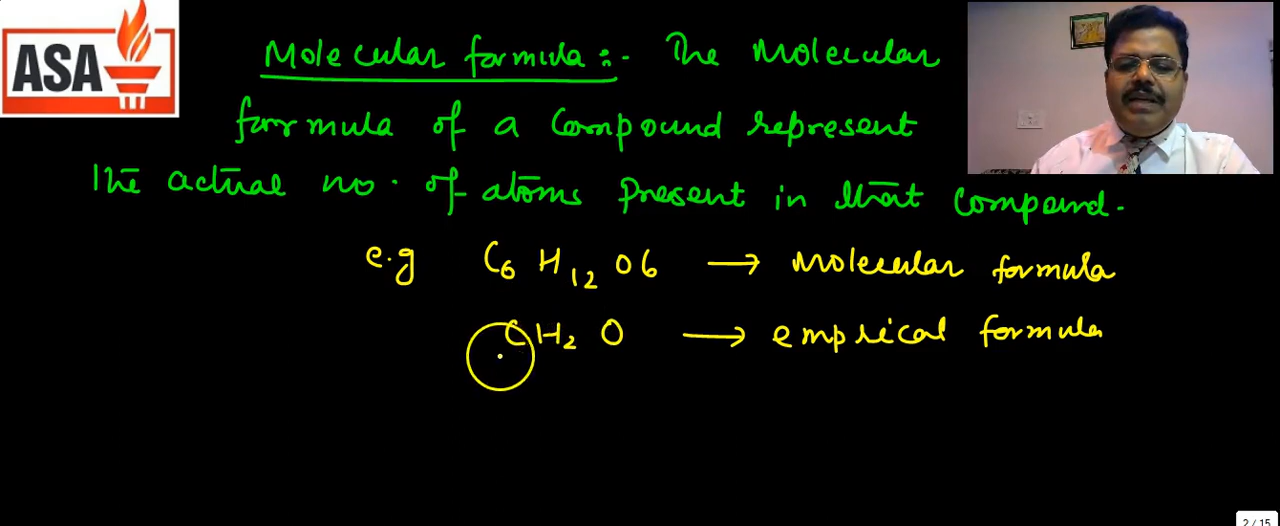 ASA
Molecular formula :- The Molecular
formula of a compound represent
The actual no. of atoms present in that compound.
e.g C6 H12 O6 → Molecular formula
CH2 O → emprical formula
2 / 15